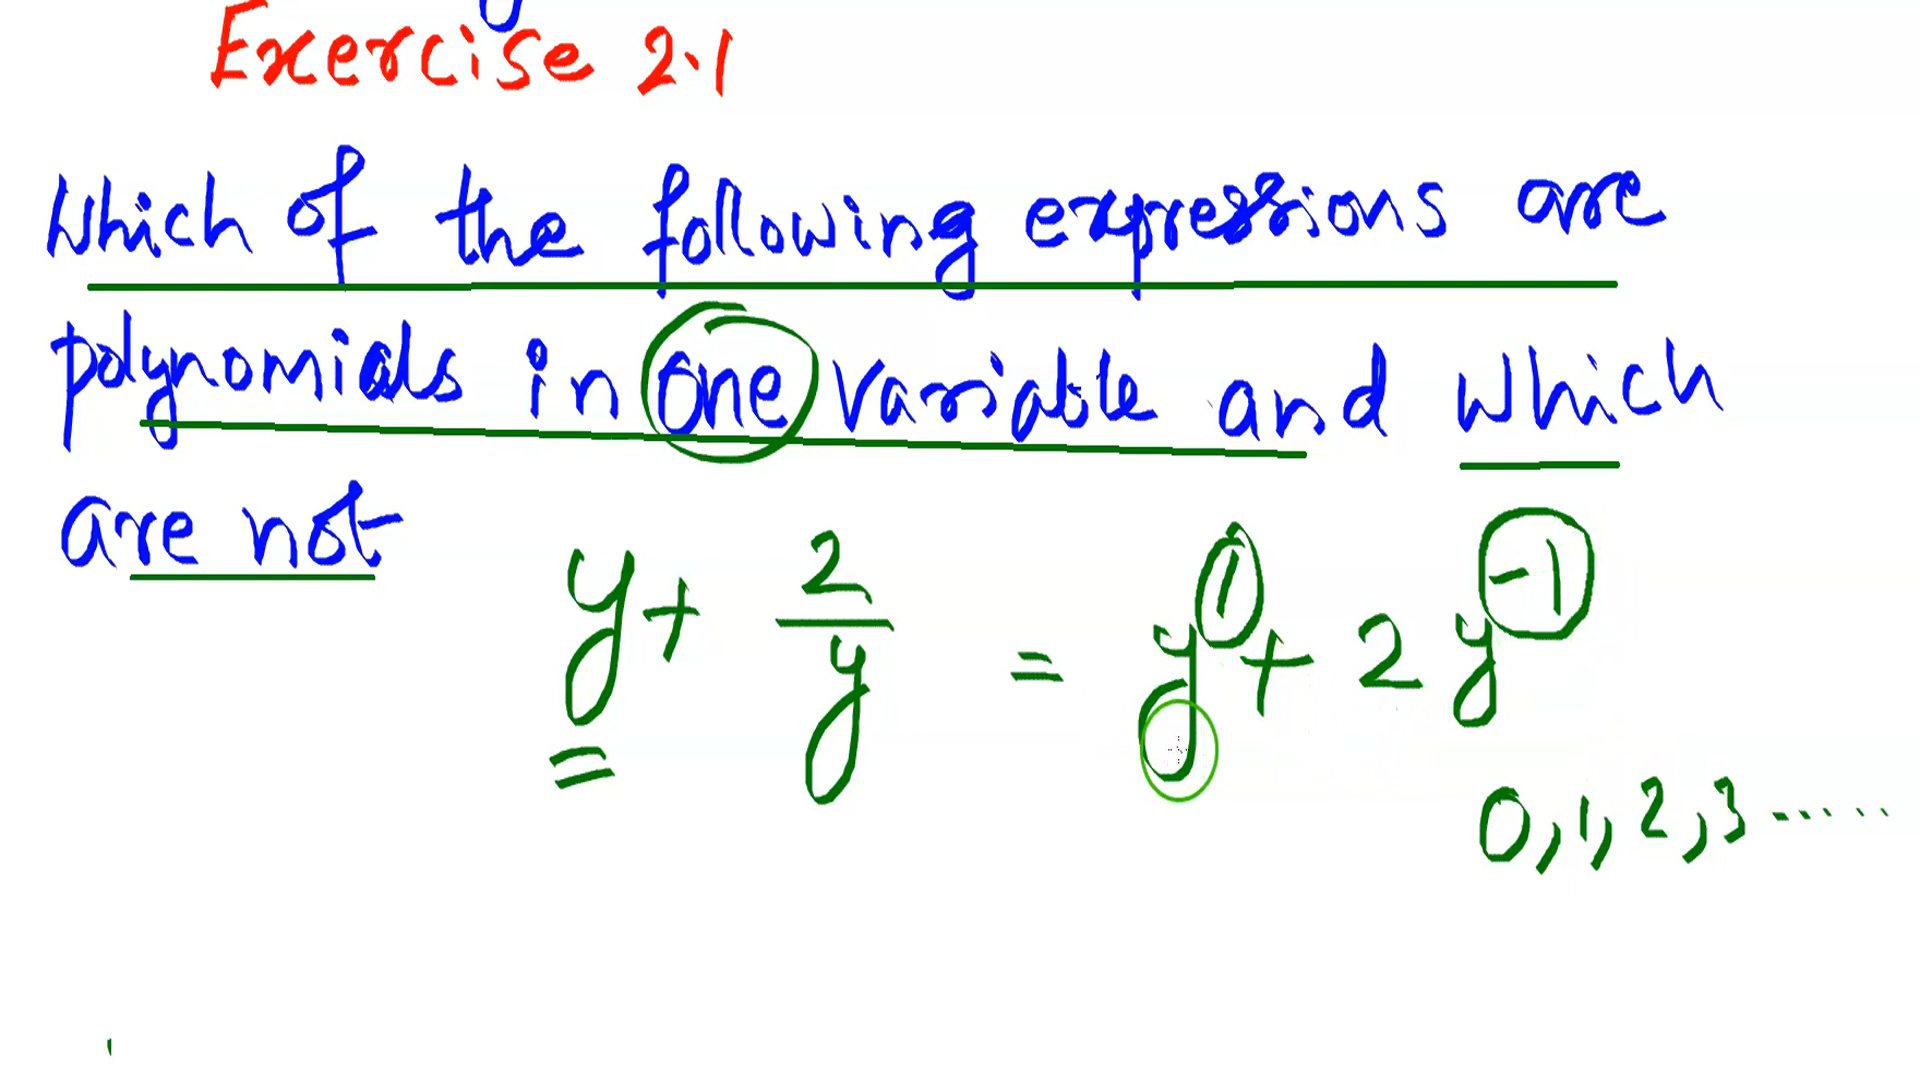 Exercise 2.1
Which of the following expressions are
polynomials in one variable and which
are not
y + 2/y = y¹ + 2y⁻¹
0, 1, 2, 3 ......